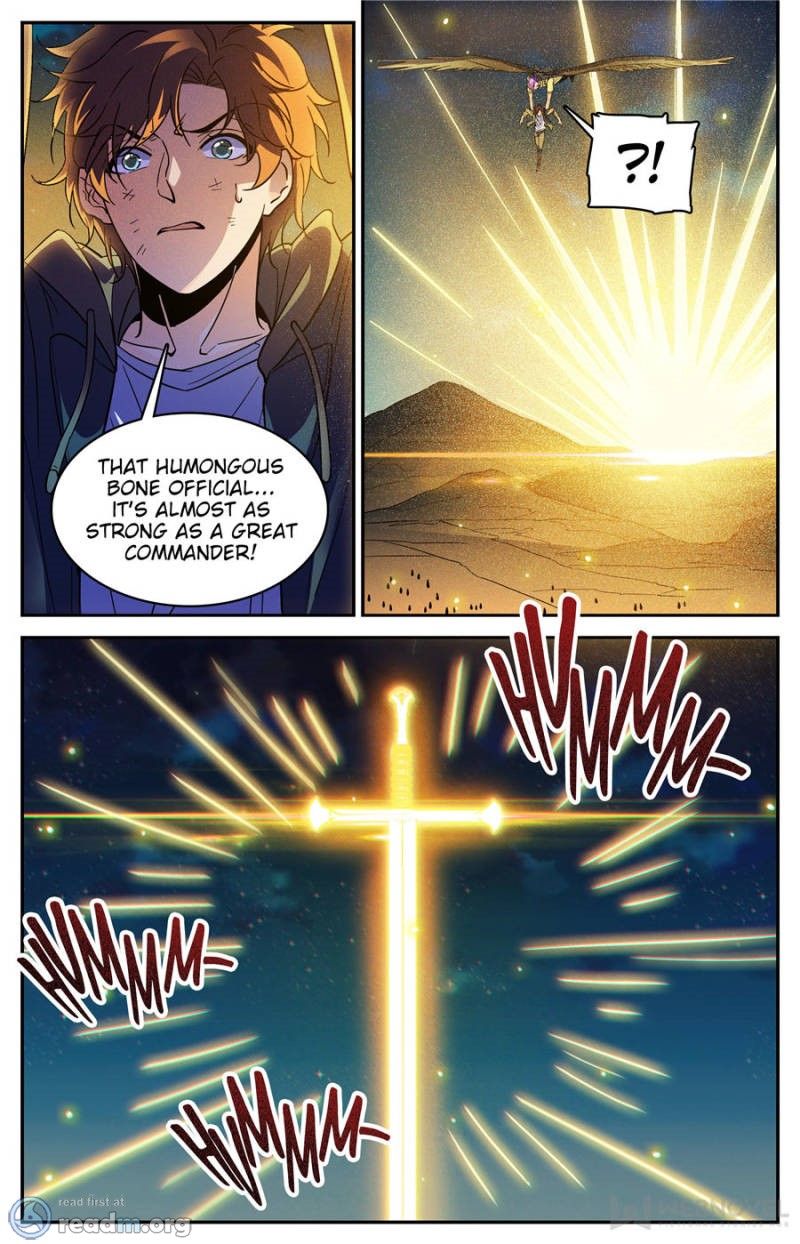 ?!
THAT HUMONGOUS
BONE OFFICIAL...
IT'S ALMOST AS
STRONG AS A GREAT
COMMANDER!
HUMMM-
HUMMM-
HUMMM-
read first at
readm.org
WEBNOVEL